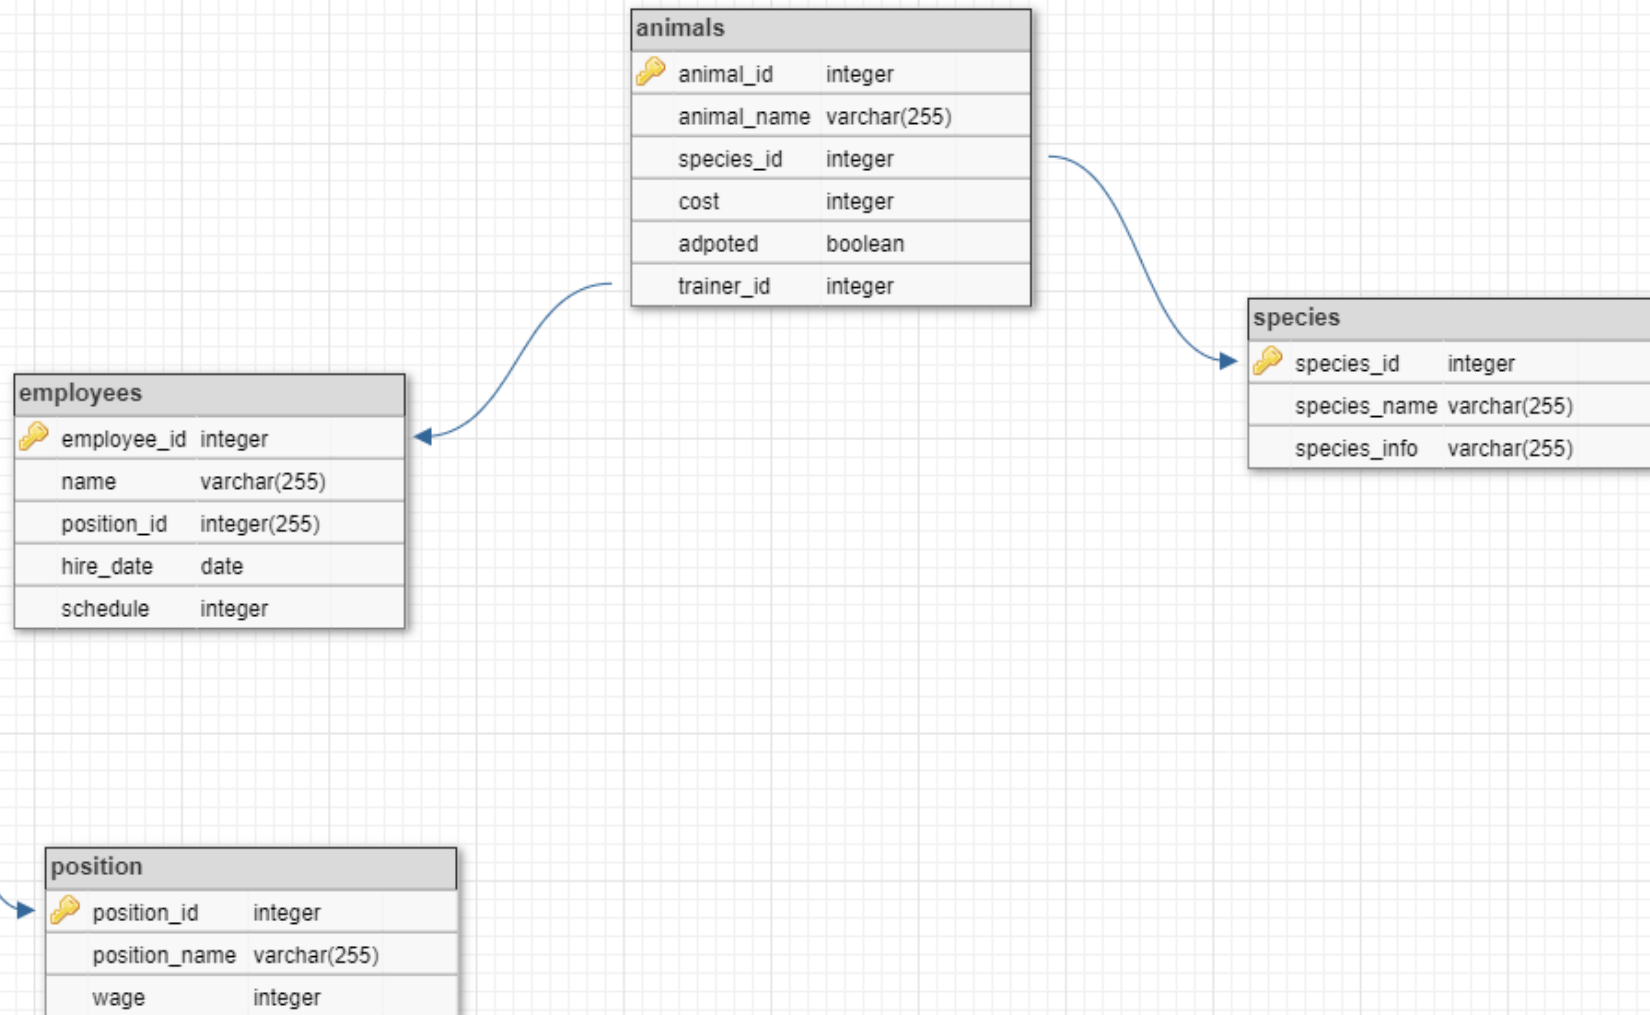 animals
animal_id integer
animal_name varchar(255)
species_id integer
cost integer
adpoted boolean
trainer_id integer
species
species_id integer
species_name varchar(255)
species_info varchar(255)
employees
employee_id integer
name varchar(255)
position_id integer(255)
hire_date date
schedule integer
position
position_id integer
position_name varchar(255)
wage integer